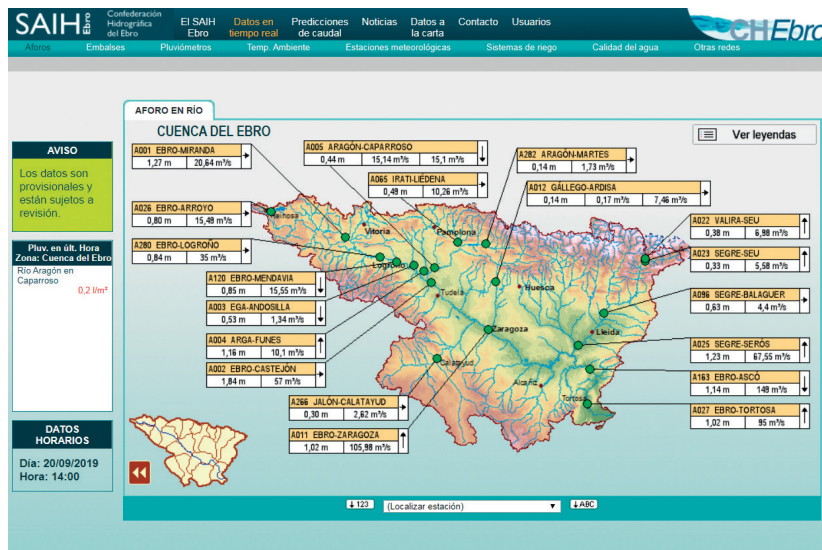 SAIH Ebro
Confederación
Hidrográfica
del Ebro
El SAIH
Ebro
Datos en
tiempo real
Predicciones
de caudal
Noticias
Datos a
la carta
Contacto
Usuarios
CHEbro
Aforos
Embalses
Pluviómetros
Temp. Ambiente
Estaciones meteorológicas
Sistemas de riego
Calidad del agua
Otras redes
AVISO
Los datos son
provisionales y
están sujetos a
revisión.
Pluv. en últ. Hora
Zona: Cuenca del Ebro
Río Aragón en
Caparroso
0,2 l/m²
DATOS
HORARIOS
Día: 20/09/2019
Hora: 14:00
AFORO EN RÍO
CUENCA DEL EBRO
Ver leyendas
A001 EBRO-MIRANDA
1,27 m 20,64 m³/s
A005 ARAGÓN-CAPARROSO
0,44 m 15,14 m³/s 15,1 m³/s
A065 IRATI-LIÉDENA
0,49 m 10,26 m³/s
A282 ARAGÓN-MARTES
0,14 m 1,73 m³/s
A012 GÁLLEGO-ARDISA
0,14 m 0,17 m³/s 7,46 m³/s
A026 EBRO-ARROYO
0,80 m 15,49 m³/s
A280 EBRO-LOGROÑO
0,84 m 35 m³/s
A120 EBRO-MENDAVIA
0,85 m 15,55 m³/s
A003 EGA-ANDOSILLA
0,53 m 1,34 m³/s
A004 ARGA-FUNES
1,16 m 10,1 m³/s
A002 EBRO-CASTEJÓN
1,84 m 57 m³/s
A266 JALÓN-CALATAYUD
0,30 m 2,62 m³/s
A011 EBRO-ZARAGOZA
1,02 m 105,98 m³/s
A022 VALIRA-SEU
0,38 m 6,98 m³/s
A023 SEGRE-SEU
0,33 m 5,58 m³/s
A096 SEGRE-BALAGUER
0,63 m 4,4 m³/s
A025 SEGRE-SERÓS
1,23 m 67,55 m³/s
A163 EBRO-ASCÓ
1,14 m 149 m³/s
A027 EBRO-TORTOSA
1,02 m 95 m³/s
Reinosa
Vitoria
Pamplona
Logroño
Tudela
Huesca
Zaragoza
Lleida
Calatayud
Alcañiz
Tortosa
123
(Localizar estación)
ABC